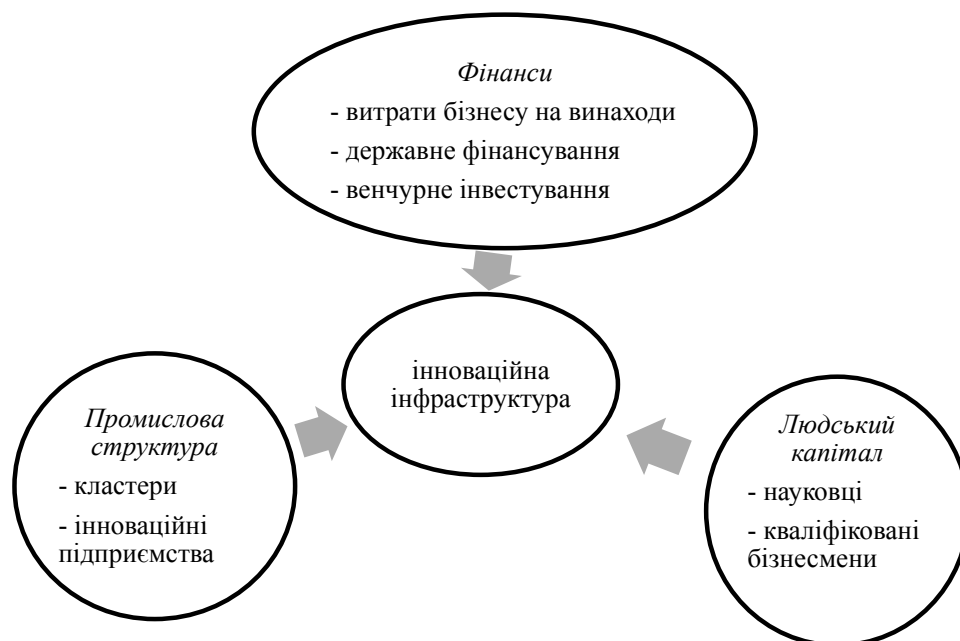 Фінанси
- витрати бізнесу на винаходи
- державне фінансування
- венчурне інвестування
інноваційна
інфраструктура
Промислова
структура
- кластери
- інноваційні
підприємства
Людський
капітал
- науковці
- кваліфіковані
бізнесмени